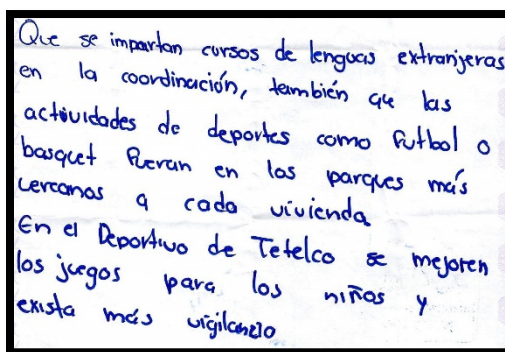 Que se impartan cursos de lenguas extranjeras
en la coordinación, también que las
actividades de deportes como futbol o
basquet fueran en los parques más
cercanos a cada vivienda
En el Deportivo de Tetelco se mejoren
los juegos para los niños y
exista más vigilancia